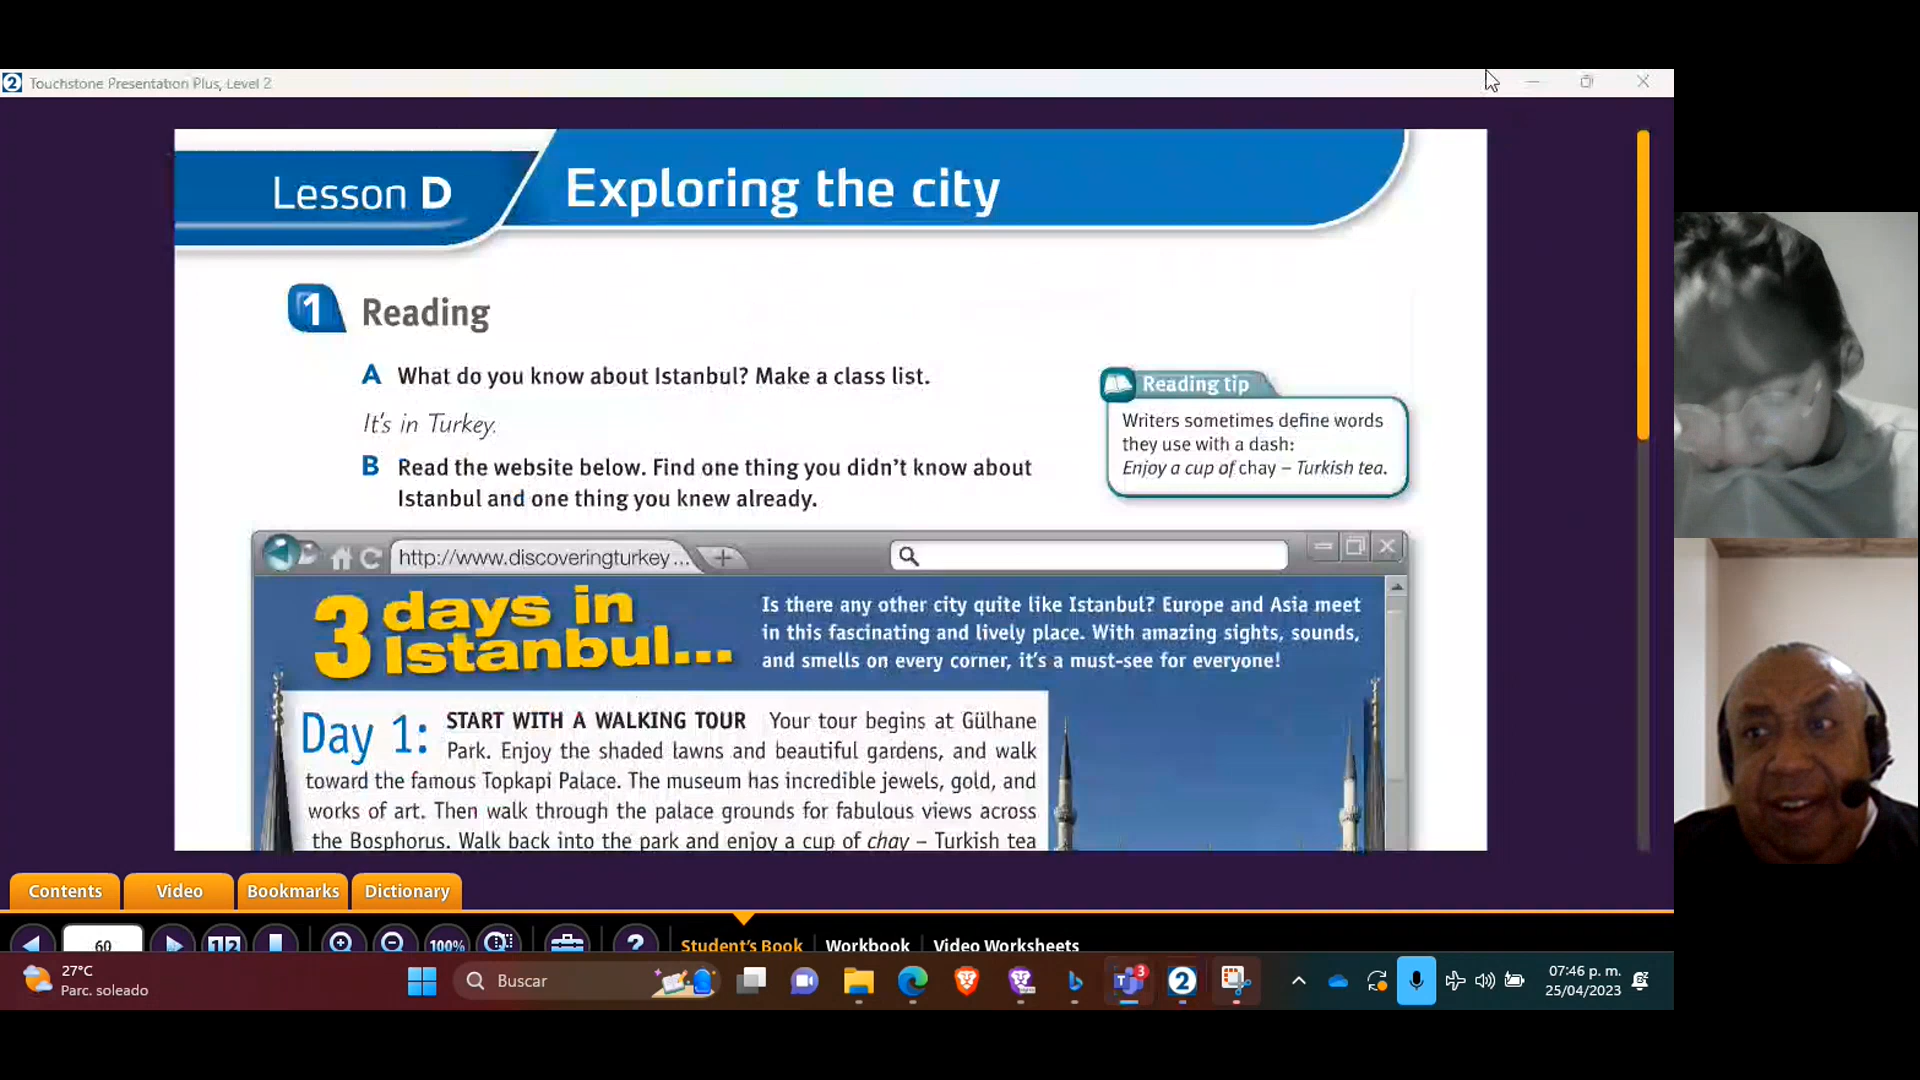 Touchstone Presentation Plus, Level 2
Lesson D
Exploring the city
1 Reading
A What do you know about Istanbul? Make a class list.
It's in Turkey.
B Read the website below. Find one thing you didn't know about
Istanbul and one thing you knew already.
Reading tip
Writers sometimes define words
they use with a dash:
Enjoy a cup of chay – Turkish tea.
http://www.discoveringturkey ...
3 days in
Istanbul...
Is there any other city quite like Istanbul? Europe and Asia meet
in this fascinating and lively place. With amazing sights, sounds,
and smells on every corner, it's a must-see for everyone!
Day 1: START WITH A WALKING TOUR Your tour begins at Gülhane
Park. Enjoy the shaded lawns and beautiful gardens, and walk
toward the famous Topkapi Palace. The museum has incredible jewels, gold, and
works of art. Then walk through the palace grounds for fabulous views across
the Bosphorus. Walk back into the park and enjoy a cup of chay – Turkish tea
Contents Video Bookmarks Dictionary
60 12 100% ? Student's Book Workbook Video Worksheets
27°C
Parc. soleado
Buscar
3
2
07:46 p. m.
25/04/2023